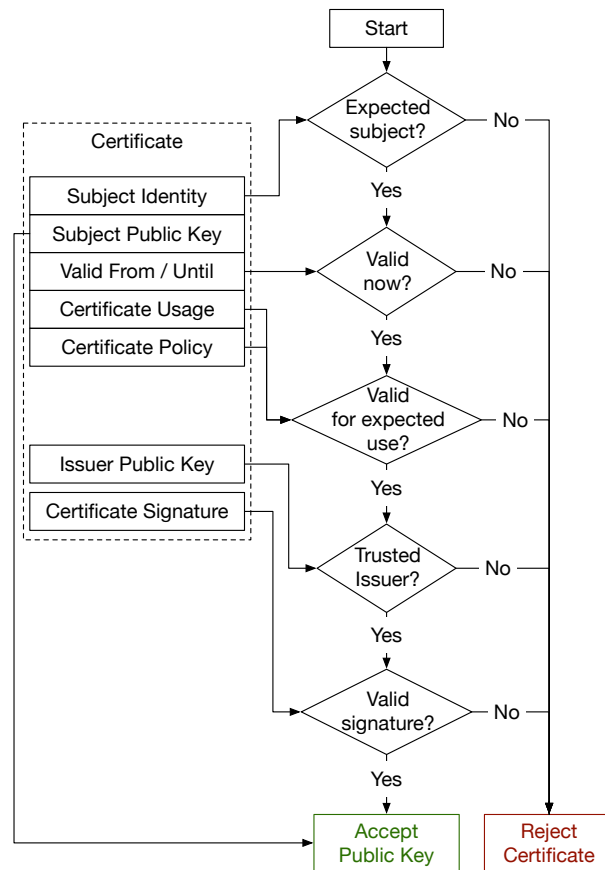 Start
Expected
subject?
No
Certificate
Yes
Subject Identity
Subject Public Key
Valid From / Until
Valid
now?
No
Certificate Usage
Certificate Policy
Yes
Valid
for expected
use?
No
Issuer Public Key
Yes
Certificate Signature
Trusted
Issuer?
No
Yes
Valid
signature?
No
Yes
Accept
Public Key
Reject
Certificate